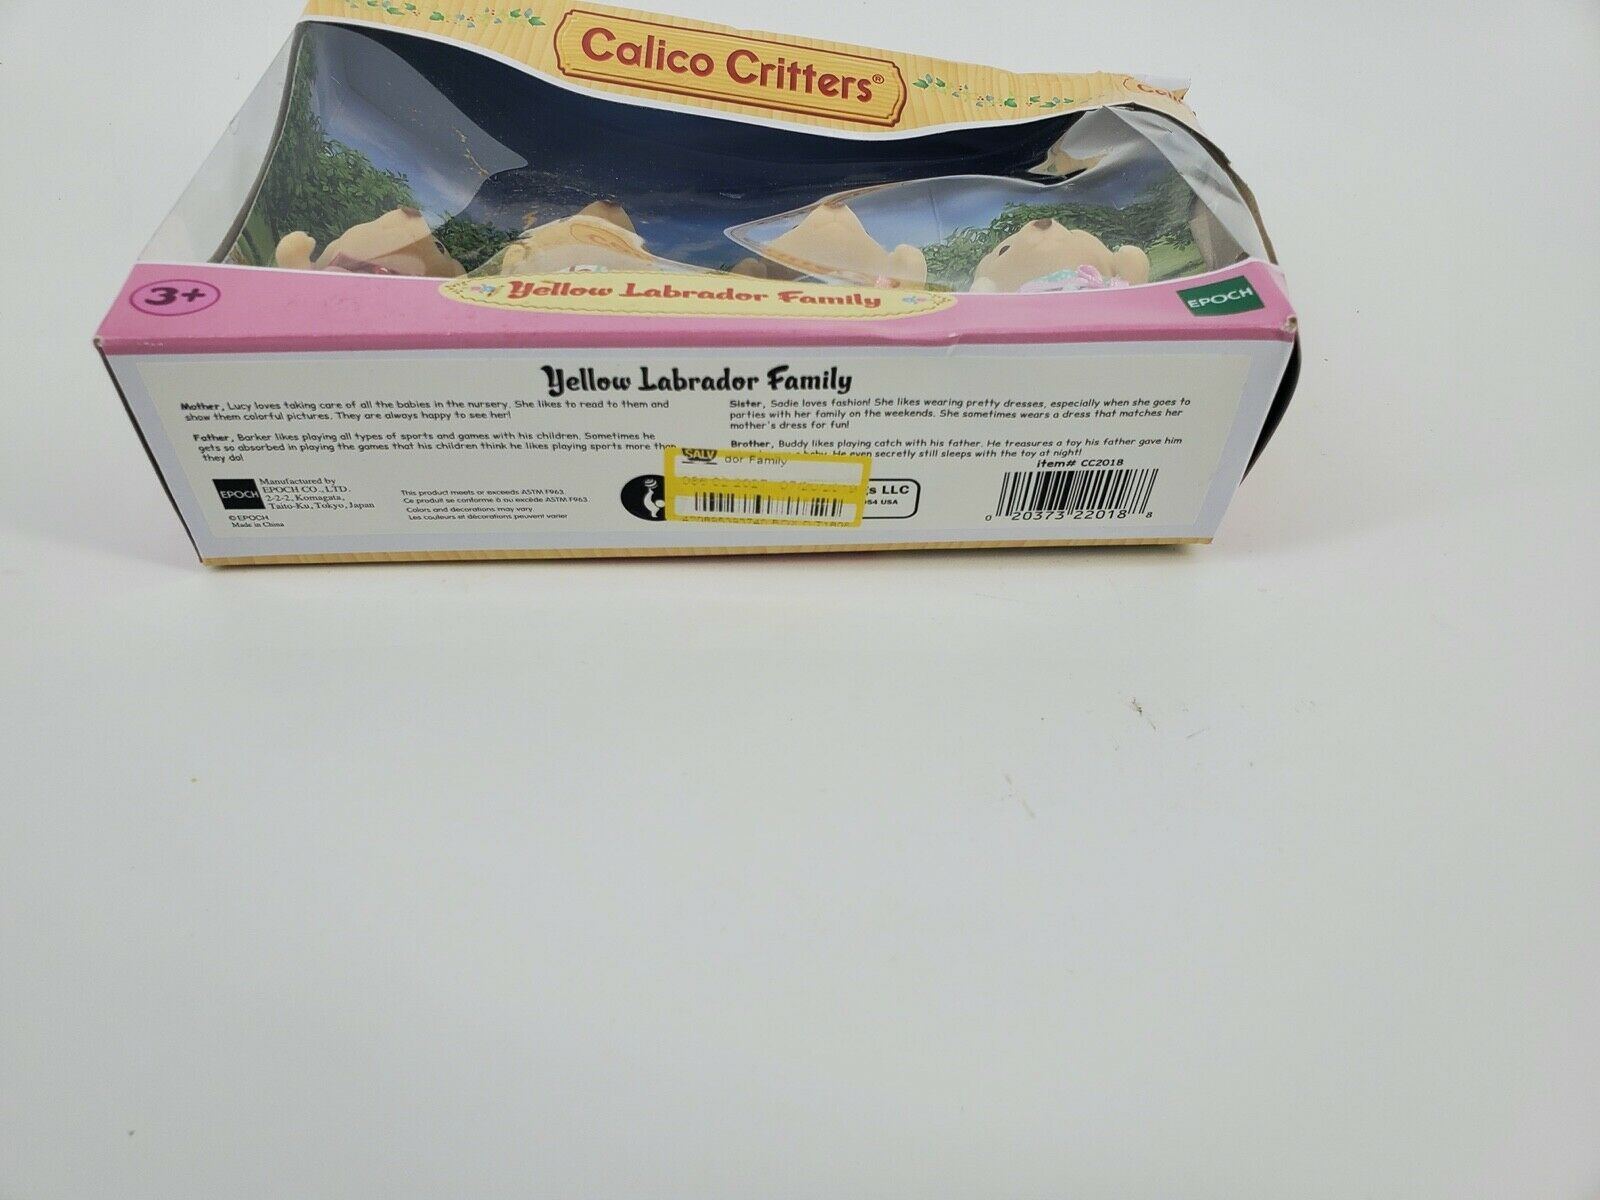 Calico Critters®
3+
Yellow Labrador Family
EPOCH
Yellow Labrador Family
Mother, Lucy loves taking care of all the babies in the nursery. She likes to read to them and
show them colorful pictures. They are always happy to see her!
Father, Barker likes playing all types of sports and games with his children. Sometimes he
gets so absorbed in playing the games that his children think he likes playing sports more than
they do!
Sister, Sadie loves fashion! She likes wearing pretty dresses, especially when she goes to
parties with her family on the weekends. She sometimes wears a dress that matches her
mother's dress for fun!
Brother, Buddy likes playing catch with his father. He treasures a toy his father gave him
baby. He even secretly still sleeps with the toy at night!
EPOCH
Manufactured by
EPOCH CO., LTD.
2-2-2, Komagata,
Taito-Ku, Tokyo, Japan
©EPOCH
Made in China
This product meets or exceeds ASTM F963.
Ce produit se conforme à ou excède ASTM F963.
Colors and decorations may vary.
Les couleurs et décorations peuvent varier
SALV
dor Family
LLC
USA
item# CC2018
0 20373 22018 8